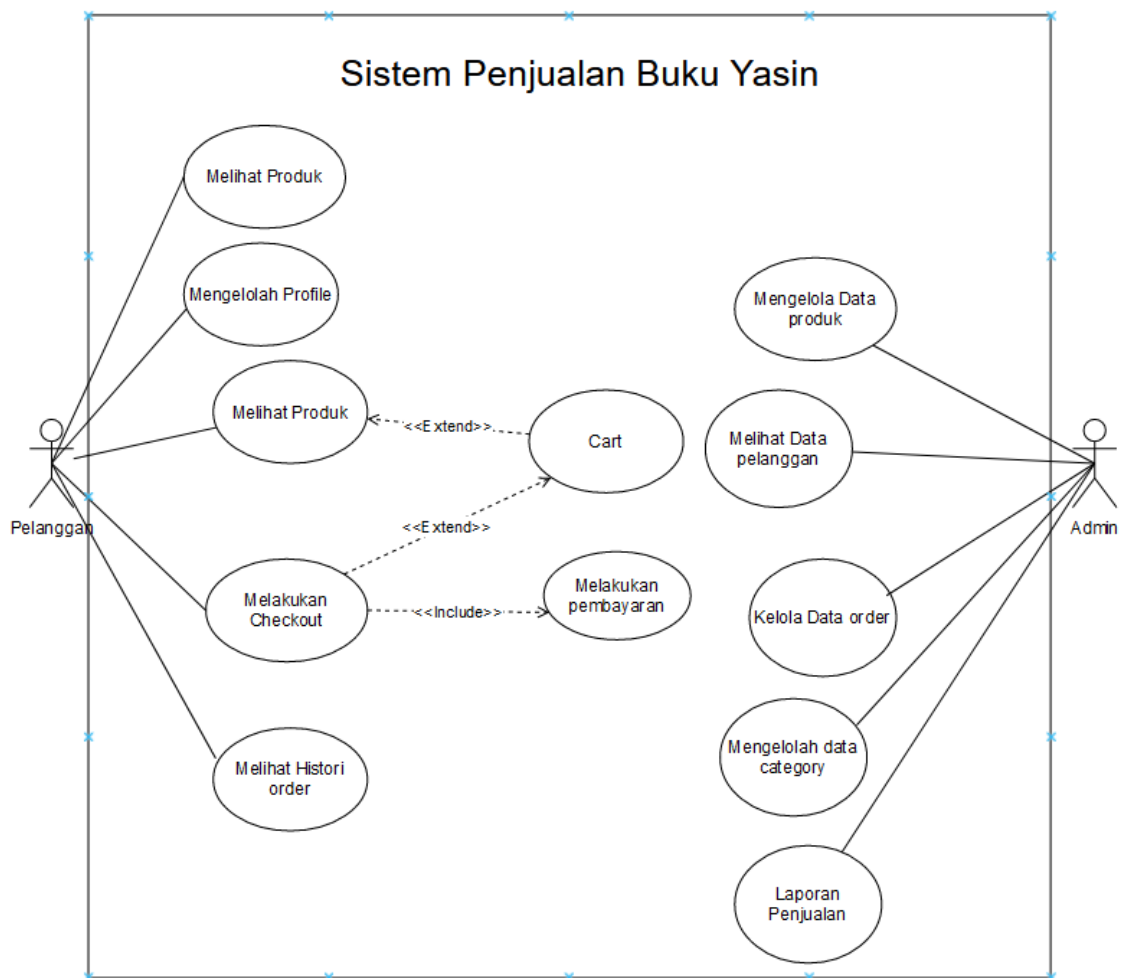 Sistem Penjualan Buku Yasin
Melihat Produk
Mengelolah Profile
Melihat Produk
<<Extend>>
Cart
<<Extend>>
Melakukan
Checkout
<<Include>>
Melakukan
pembayaran
Melihat Histori
order
Pelanggan
Mengelola Data
produk
Melihat Data
pelanggan
Kelola Data order
Mengelolah data
category
Laporan
Penjualan
Admin